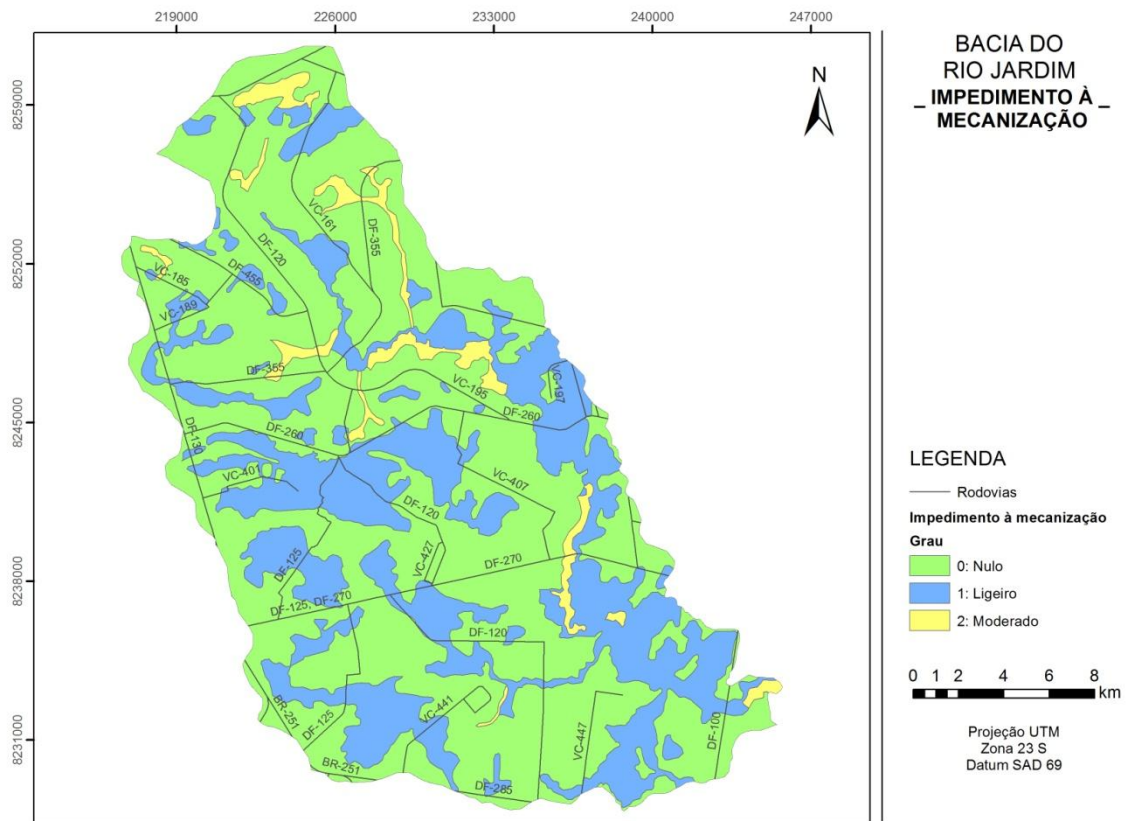 219000 226000 233000 240000 247000
8259000
8252000
8245000
8238000
8231000
N
VC-161
DF-355
DF-120
DF-455
VC-185
VC-189
DF-355
VC-195
VC-197
DF-260
DF-130
DF-260
VC-401
VC-407
DF-120
VC-427
DF-125
DF-270
DF-125, DF-270
DF-120
BR-251
DF-125
VC-441
VC-447
DF-100
BR-251
DF-285
BACIA DO
RIO JARDIM
_ IMPEDIMENTO À _
MECANIZAÇÃO
LEGENDA
Rodovias
Impedimento à mecanização
Grau
0: Nulo
1: Ligeiro
2: Moderado
0 1 2 4 6 8
km
Projeção UTM
Zona 23 S
Datum SAD 69